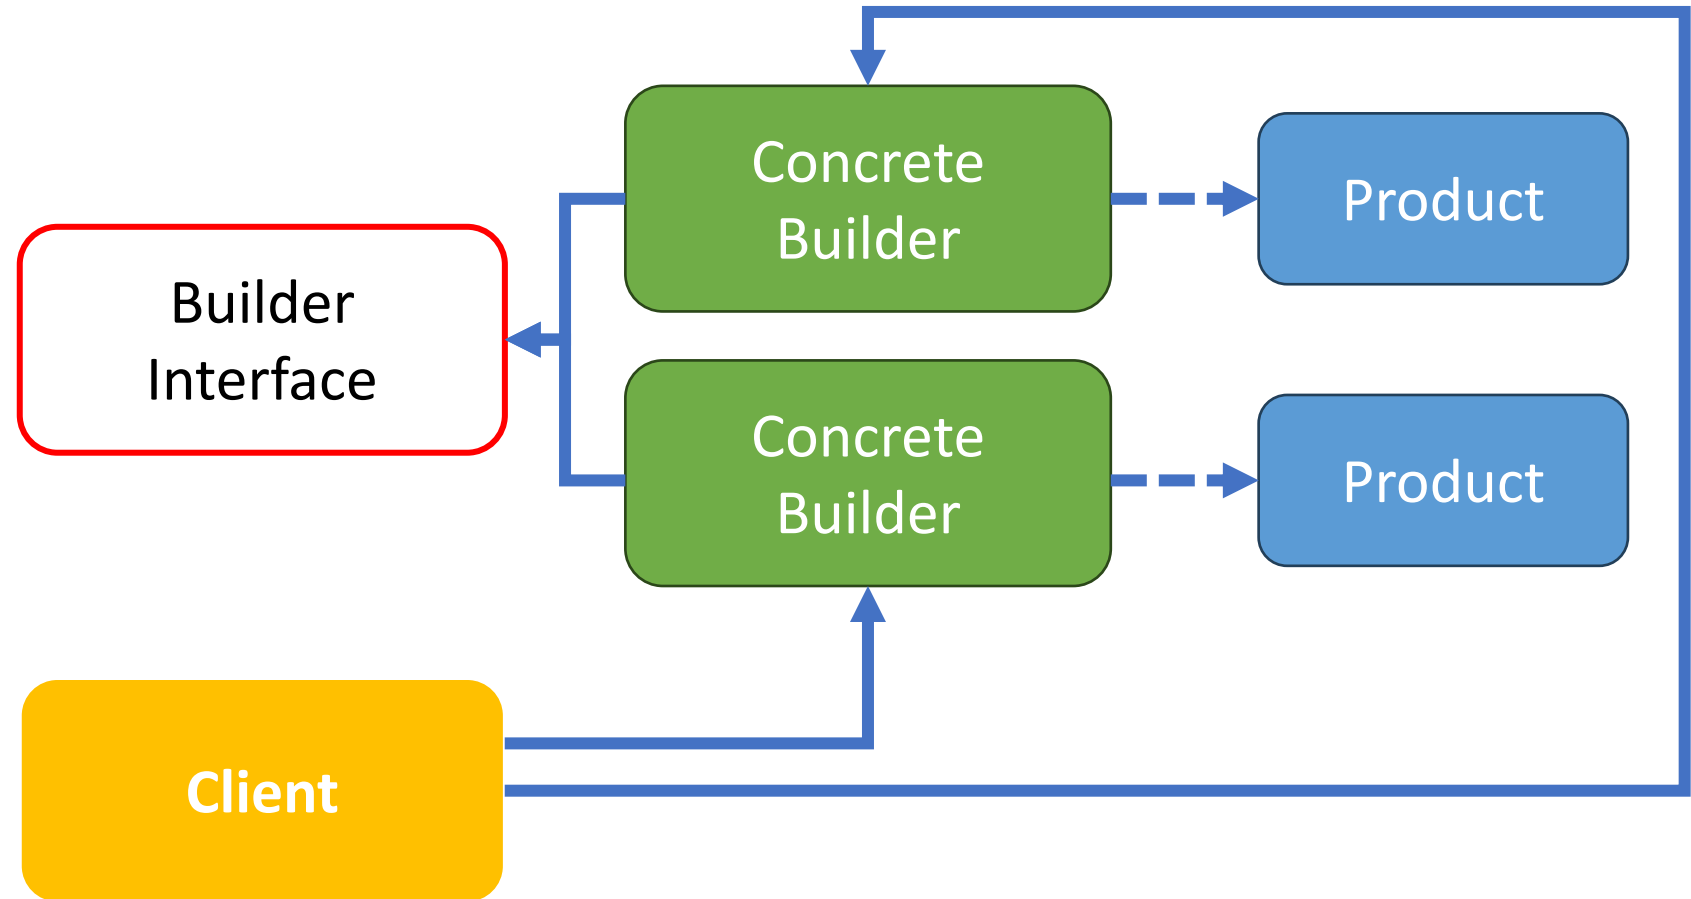 Concrete
Builder
Product
Builder
Interface
Concrete
Builder
Product
Client